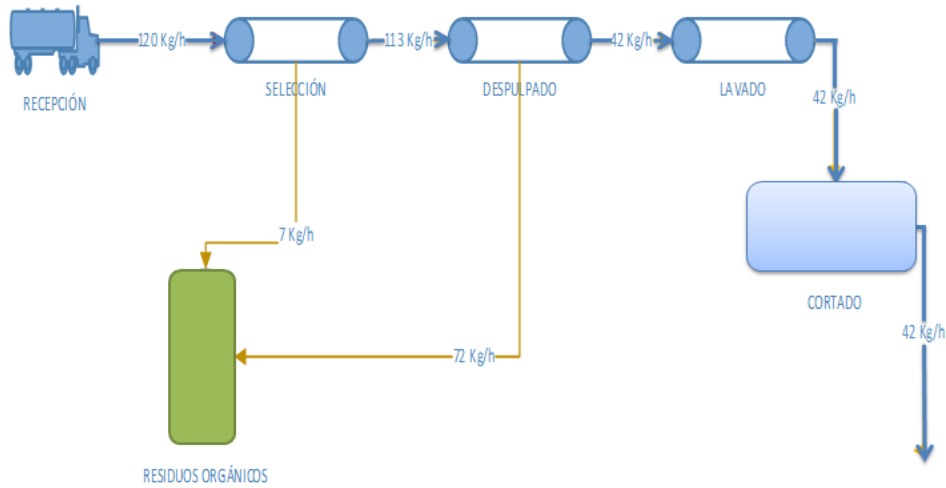 120 Kg/h
113 Kg/h
42 Kg/h
RECEPCIÓN
SELECCIÓN
DESPULPADO
LAVADO
42 Kg/h
7 Kg/h
CORTADO
42 Kg/h
72 Kg/h
RESIDUOS ORGÁNICOS